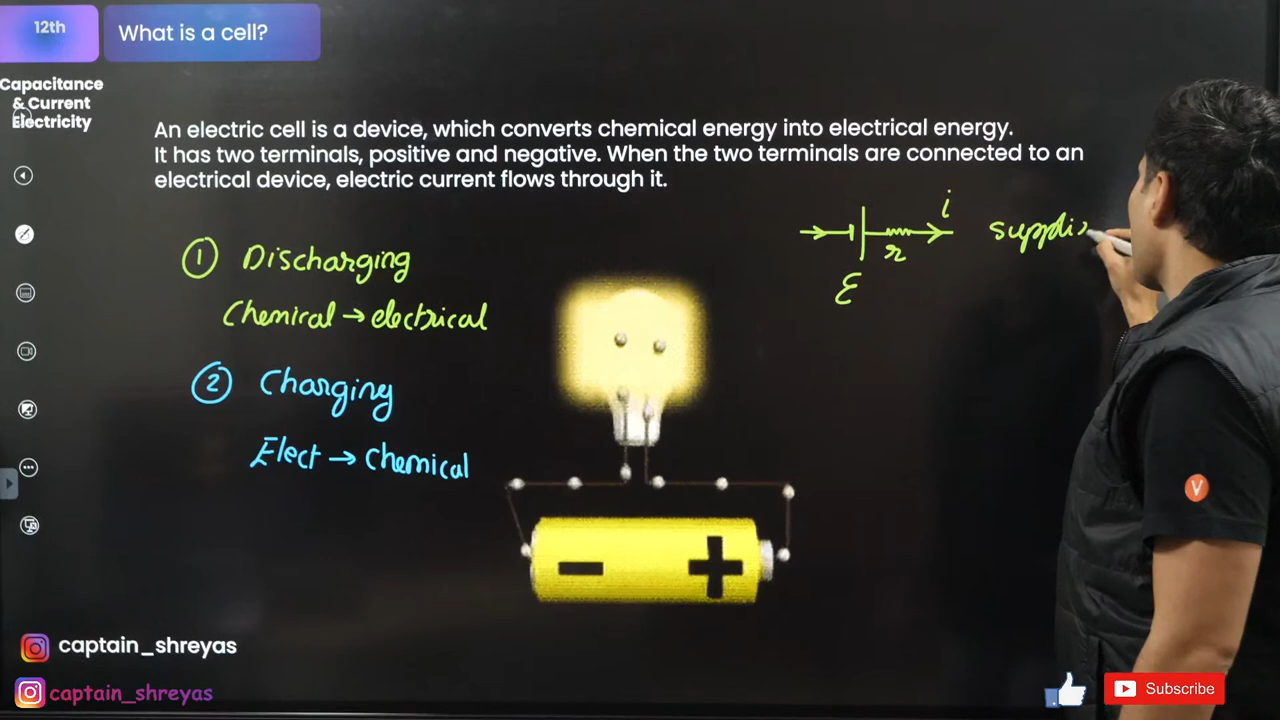 12th
What is a cell?
Capacitance
& Current
Electricity
An electric cell is a device, which converts chemical energy into electrical energy.
It has two terminals, positive and negative. When the two terminals are connected to an
electrical device, electric current flows through it.
① Discharging
Chemical → electrical
② Charging
Elect → Chemical
i
r
ε
suppli
- +
V
captain_shreyas
captain_shreyas
Subscribe